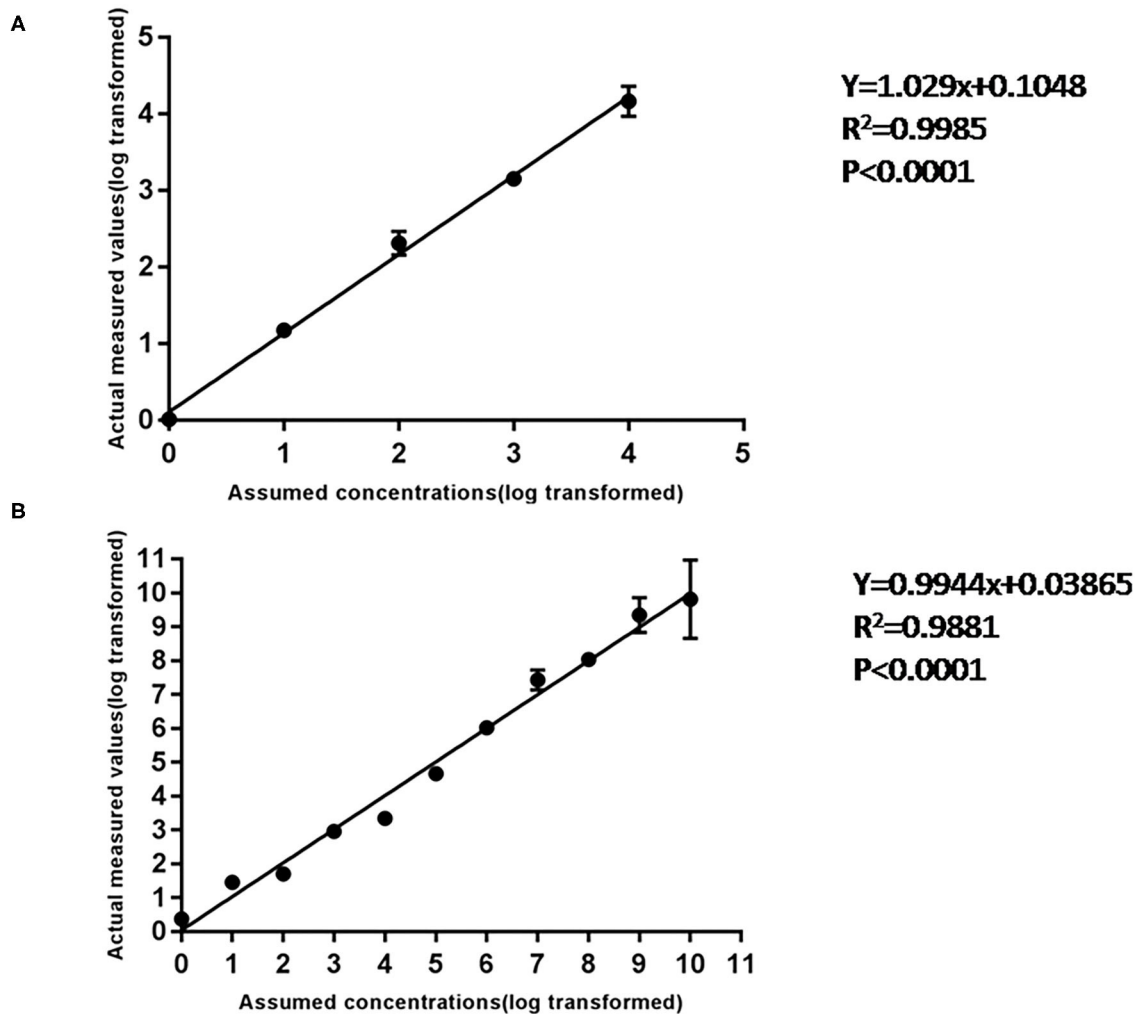 A
Actual measured values(log transformed)
5
4
3
2
1
0
0 1 2 3 4 5
Assumed concentrations(log transformed)
Y=1.029x+0.1048
R²=0.9985
P<0.0001
B
Actual measured values(log transformed)
11
10
9
8
7
6
5
4
3
2
1
0
0 1 2 3 4 5 6 7 8 9 10 11
Assumed concentrations(log transformed)
Y=0.9944x+0.03865
R²=0.9881
P<0.0001